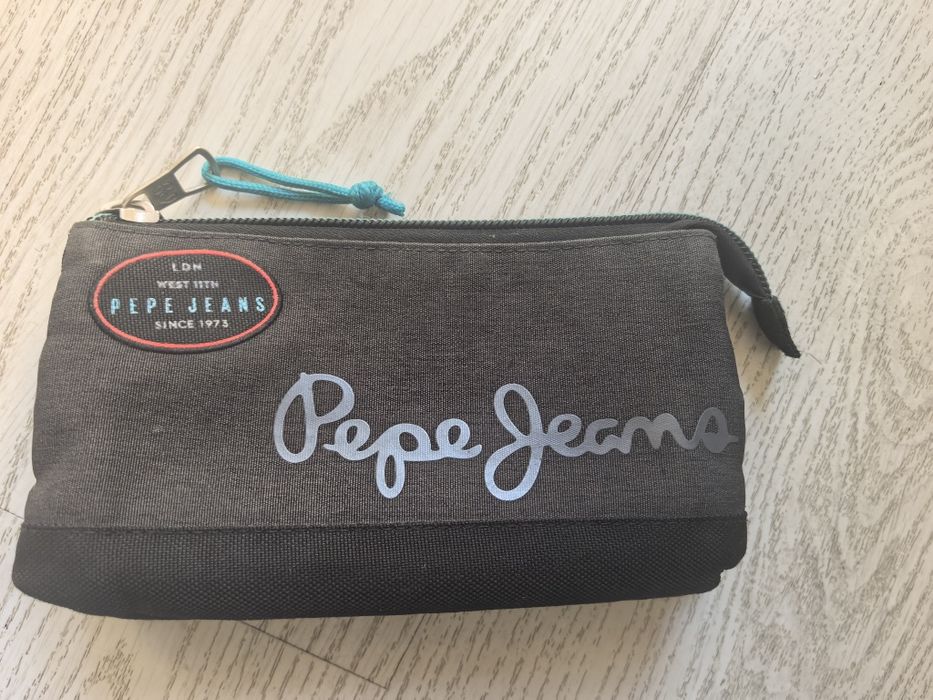 LDN
WEST 11TH
PEPE JEANS
SINCE 1973
Pepe Jeans